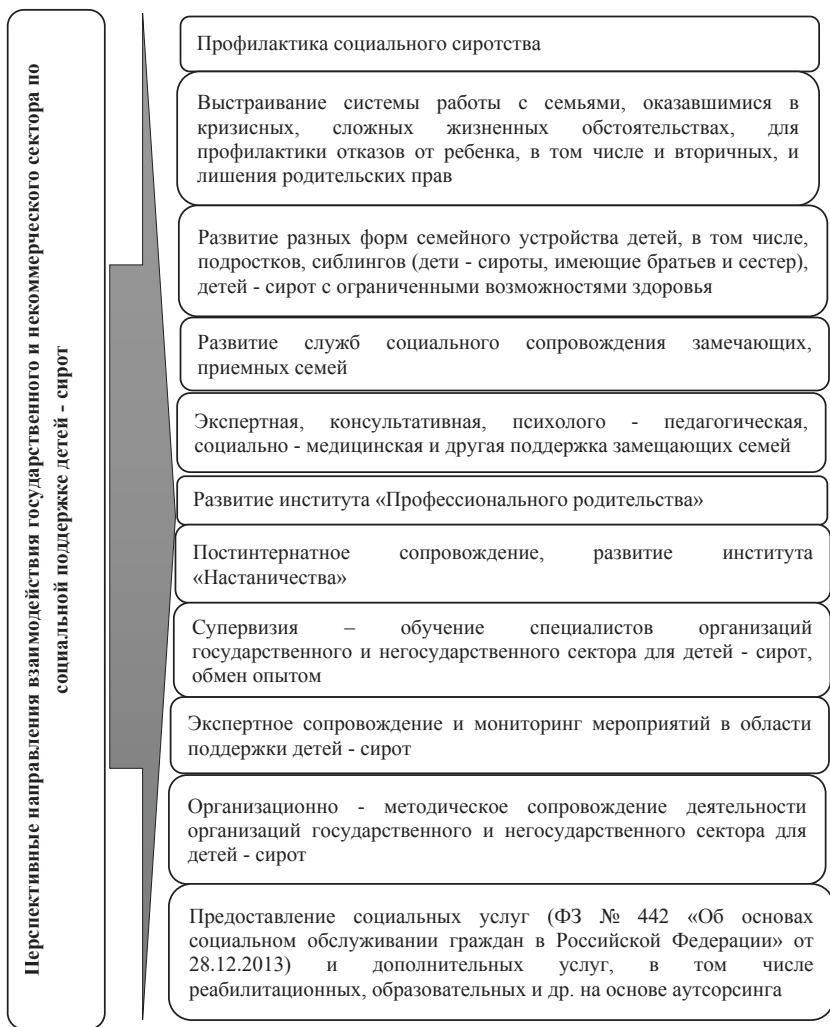 Перспективные направления взаимодействия государственного и некоммерческого сектора по
социальной поддержке детей - сирот
Профилактика социального сиротства
Выстраивание системы работы с семьями, оказавшимися в
кризисных, сложных жизненных обстоятельствах, для
профилактики отказов от ребенка, в том числе и вторичных, и
лишения родительских прав
Развитие разных форм семейного устройства детей, в том числе,
подростков, сиблингов (дети - сироты, имеющие братьев и сестер),
детей - сирот с ограниченными возможностями здоровья
Развитие служб социального сопровождения замечающих,
приемных семей
Экспертная, консультативная, психолого - педагогическая,
социально - медицинская и другая поддержка замещающих семей
Развитие института «Профессионального родительства»
Постинтернатное сопровождение, развитие института
«Настаничества»
Супервизия – обучение специалистов организаций
государственного и негосударственного сектора для детей - сирот,
обмен опытом
Экспертное сопровождение и мониторинг мероприятий в области
поддержки детей - сирот
Организационно - методическое сопровождение деятельности
организаций государственного и негосударственного сектора для
детей - сирот
Предоставление социальных услуг (ФЗ № 442 «Об основах
социальном обслуживании граждан в Российской Федерации» от
28.12.2013) и дополнительных услуг, в том числе
реабилитационных, образовательных и др. на основе аутсорсинга